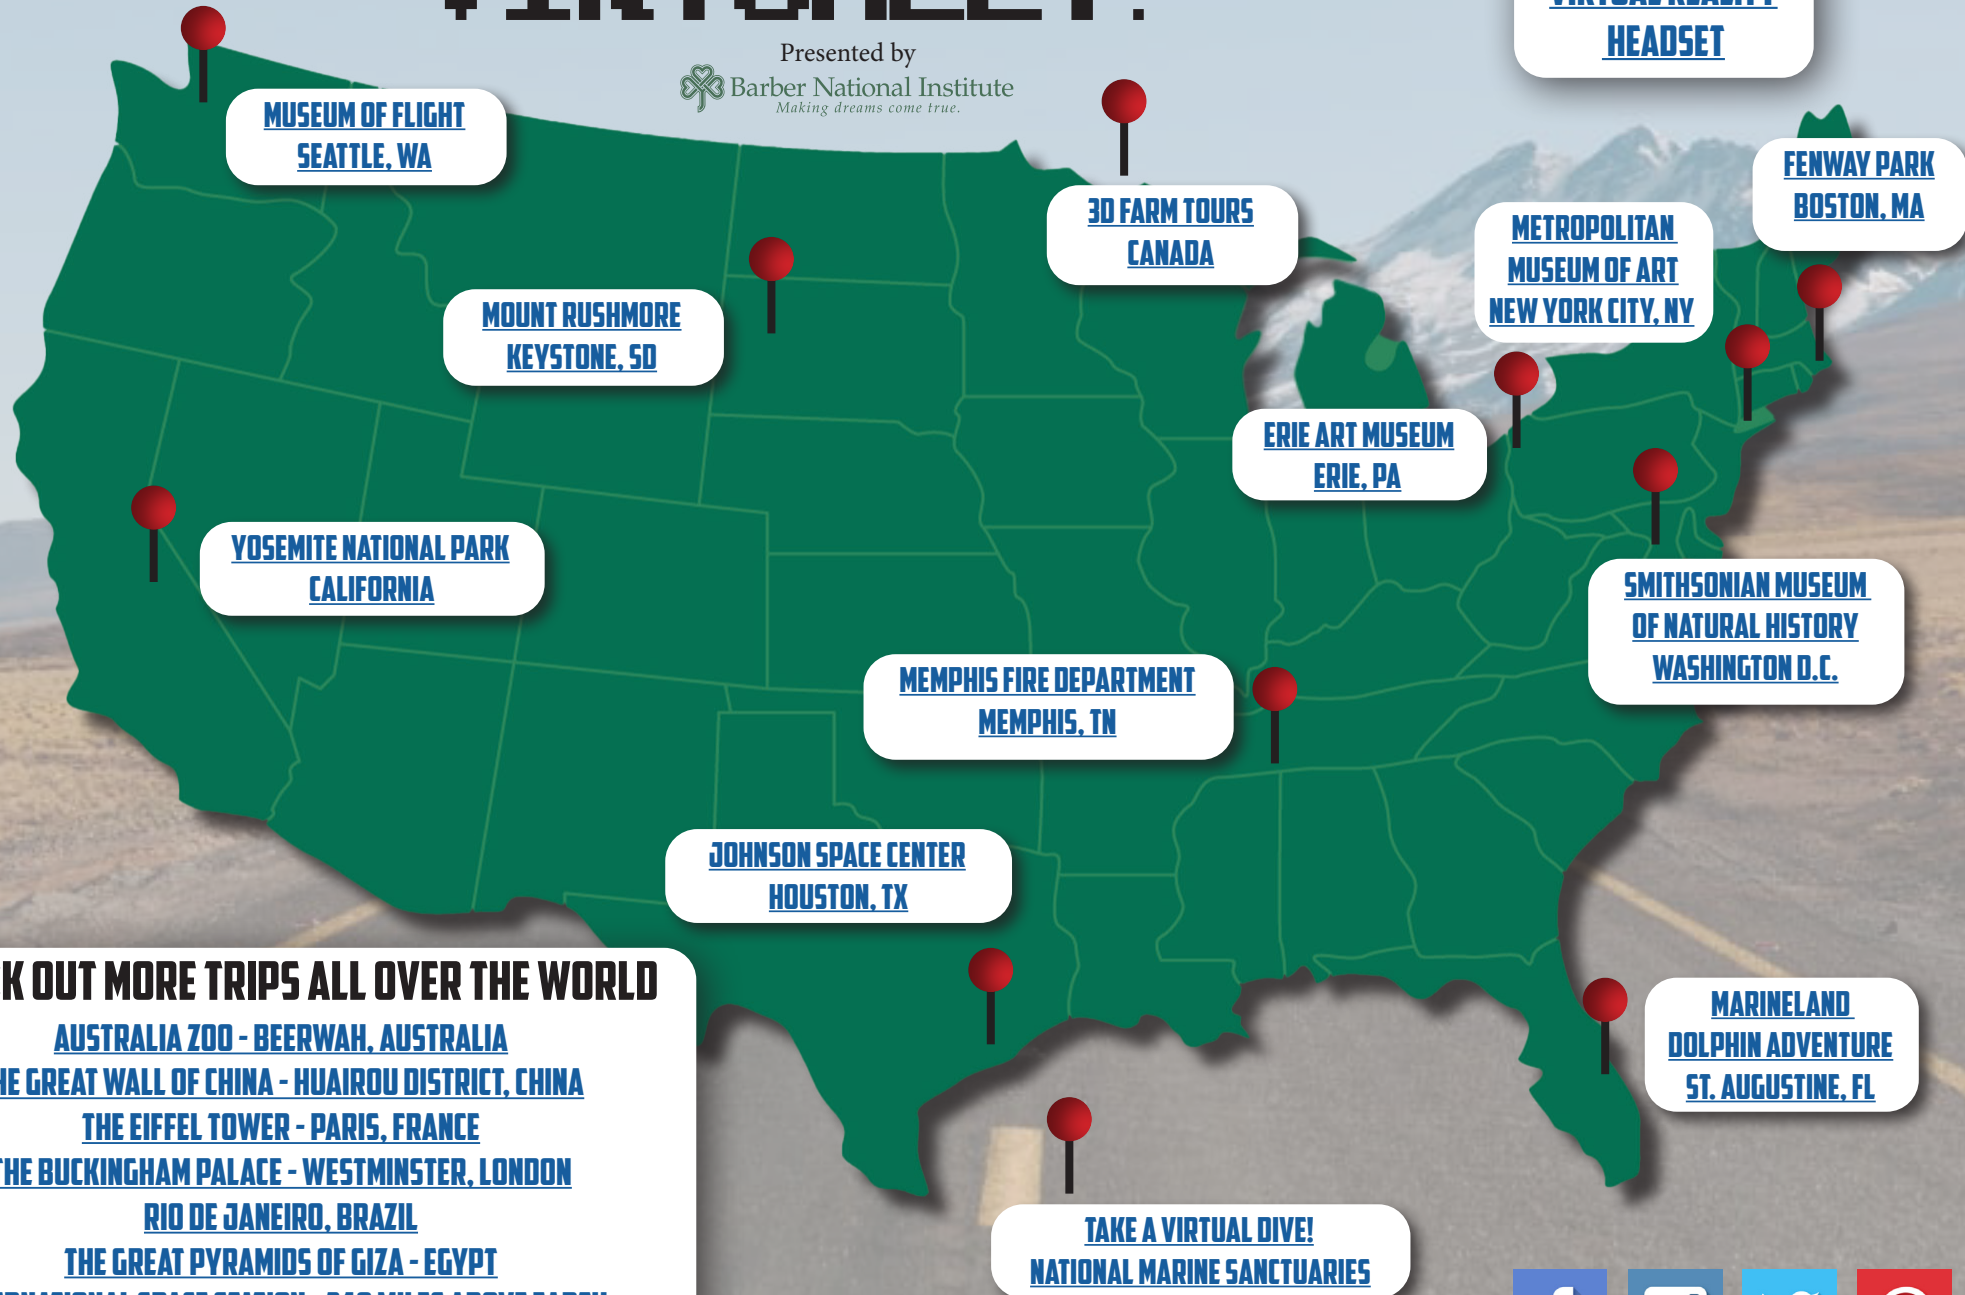 VIRTUALLY!
Presented by
Barber National Institute
Making dreams come true.
VIRTUAL REALITY
HEADSET
MUSEUM OF FLIGHT
SEATTLE, WA
3D FARM TOURS
CANADA
FENWAY PARK
BOSTON, MA
METROPOLITAN
MUSEUM OF ART
NEW YORK CITY, NY
MOUNT RUSHMORE
KEYSTONE, SD
ERIE ART MUSEUM
ERIE, PA
YOSEMITE NATIONAL PARK
CALIFORNIA
SMITHSONIAN MUSEUM
OF NATURAL HISTORY
WASHINGTON D.C.
MEMPHIS FIRE DEPARTMENT
MEMPHIS, TN
JOHNSON SPACE CENTER
HOUSTON, TX
K OUT MORE TRIPS ALL OVER THE WORLD
AUSTRALIA ZOO - BEERWAH, AUSTRALIA
HE GREAT WALL OF CHINA - HUAIROU DISTRICT, CHINA
THE EIFFEL TOWER - PARIS, FRANCE
THE BUCKINGHAM PALACE - WESTMINSTER, LONDON
RIO DE JANEIRO, BRAZIL
THE GREAT PYRAMIDS OF GIZA - EGYPT
MARINELAND
DOLPHIN ADVENTURE
ST. AUGUSTINE, FL
TAKE A VIRTUAL DIVE!
NATIONAL MARINE SANCTUARIES